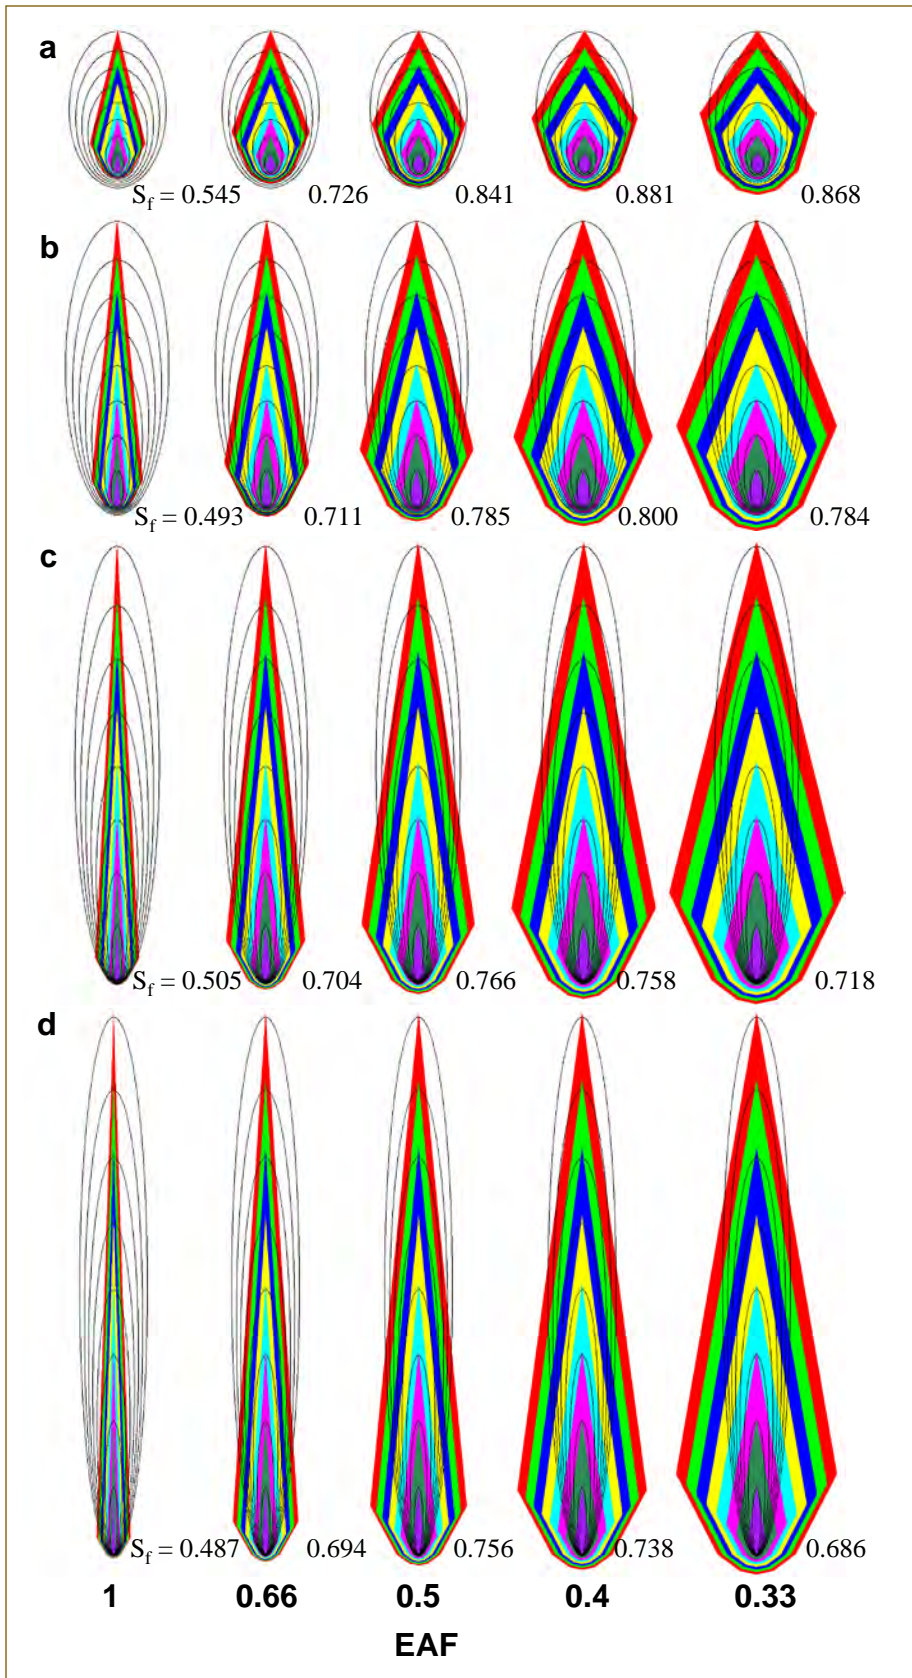 a
S_f = 0.545 0.726 0.841 0.881 0.868
b
S_f = 0.493 0.711 0.785 0.800 0.784
c
S_f = 0.505 0.704 0.766 0.758 0.718
d
S_f = 0.487 0.694 0.756 0.738 0.686
1 0.66 0.5 0.4 0.33
EAF